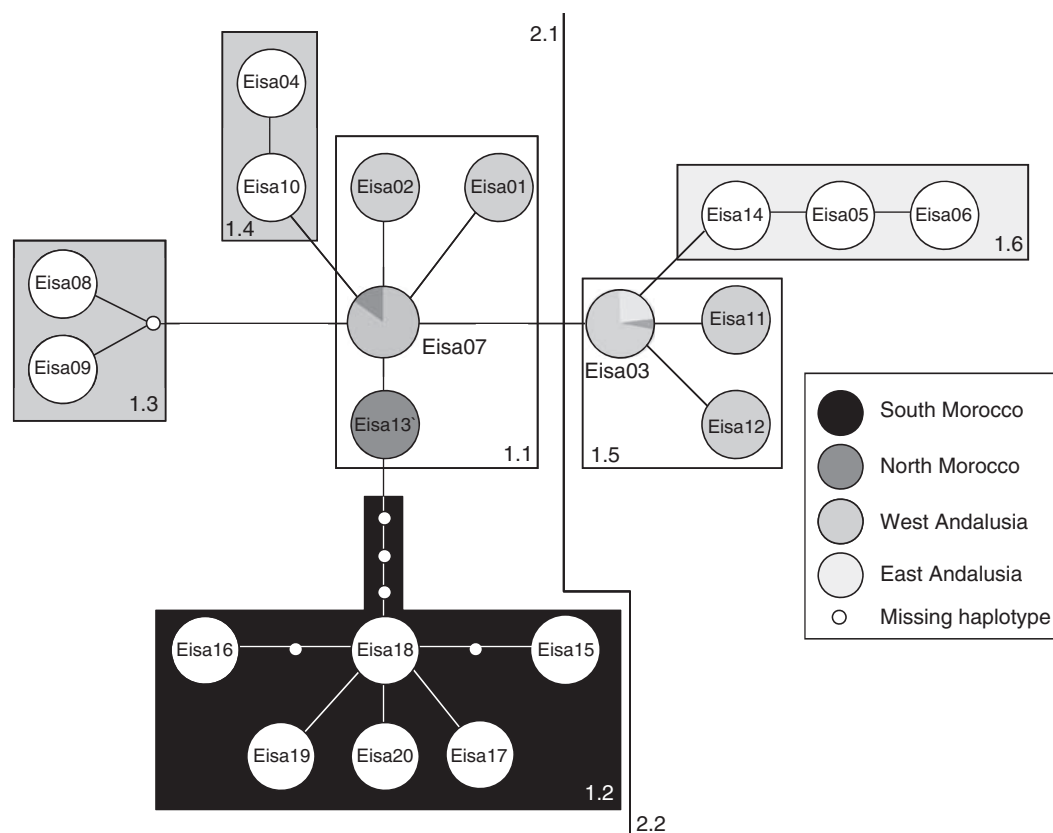 2.1
Eisa04
Eisa10
1.4
Eisa02
Eisa01
Eisa14
Eisa05
Eisa06
1.6
Eisa08
Eisa09
1.3
Eisa07
Eisa13`
1.1
Eisa03
Eisa11
Eisa12
1.5
South Morocco
North Morocco
West Andalusia
East Andalusia
Missing haplotype
Eisa16
Eisa18
Eisa15
Eisa19
Eisa20
Eisa17
1.2
2.2